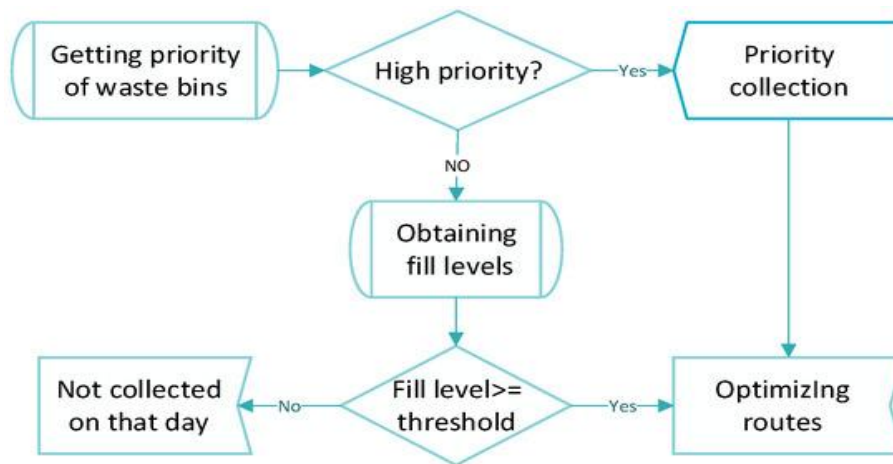 Getting priority
of waste bins
High priority?
Yes
Priority
collection
NO
Obtaining
fill levels
Not collected
on that day
No
Fill level>=
threshold
Yes
OptimizIng
routes